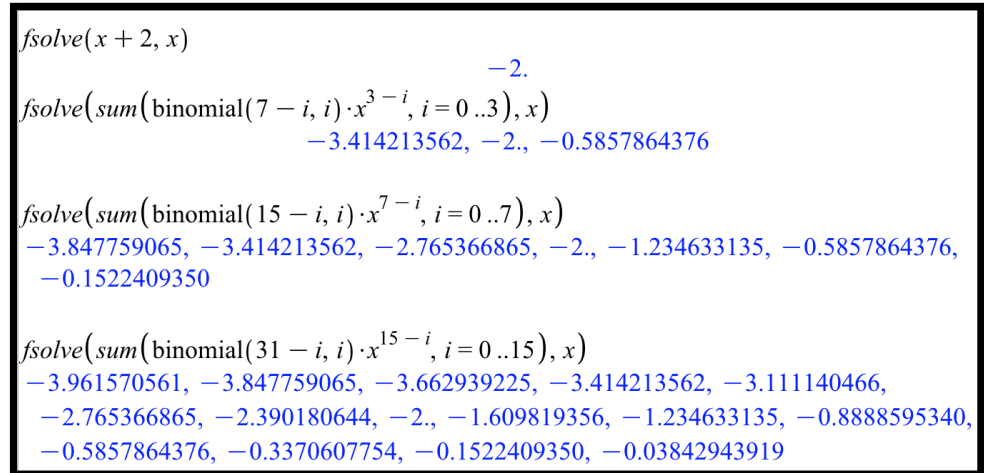 fsolve(x + 2, x)
−2.
fsolve(sum(binomial(7 − i, i)·x^(3 − i), i = 0 ..3), x)
−3.414213562, −2., −0.5857864376
fsolve(sum(binomial(15 − i, i)·x^(7 − i), i = 0 ..7), x)
−3.847759065, −3.414213562, −2.765366865, −2., −1.234633135, −0.5857864376,
−0.1522409350
fsolve(sum(binomial(31 − i, i)·x^(15 − i), i = 0 ..15), x)
−3.961570561, −3.847759065, −3.662939225, −3.414213562, −3.111140466,
−2.765366865, −2.390180644, −2., −1.609819356, −1.234633135, −0.8888595340,
−0.5857864376, −0.3370607754, −0.1522409350, −0.03842943919